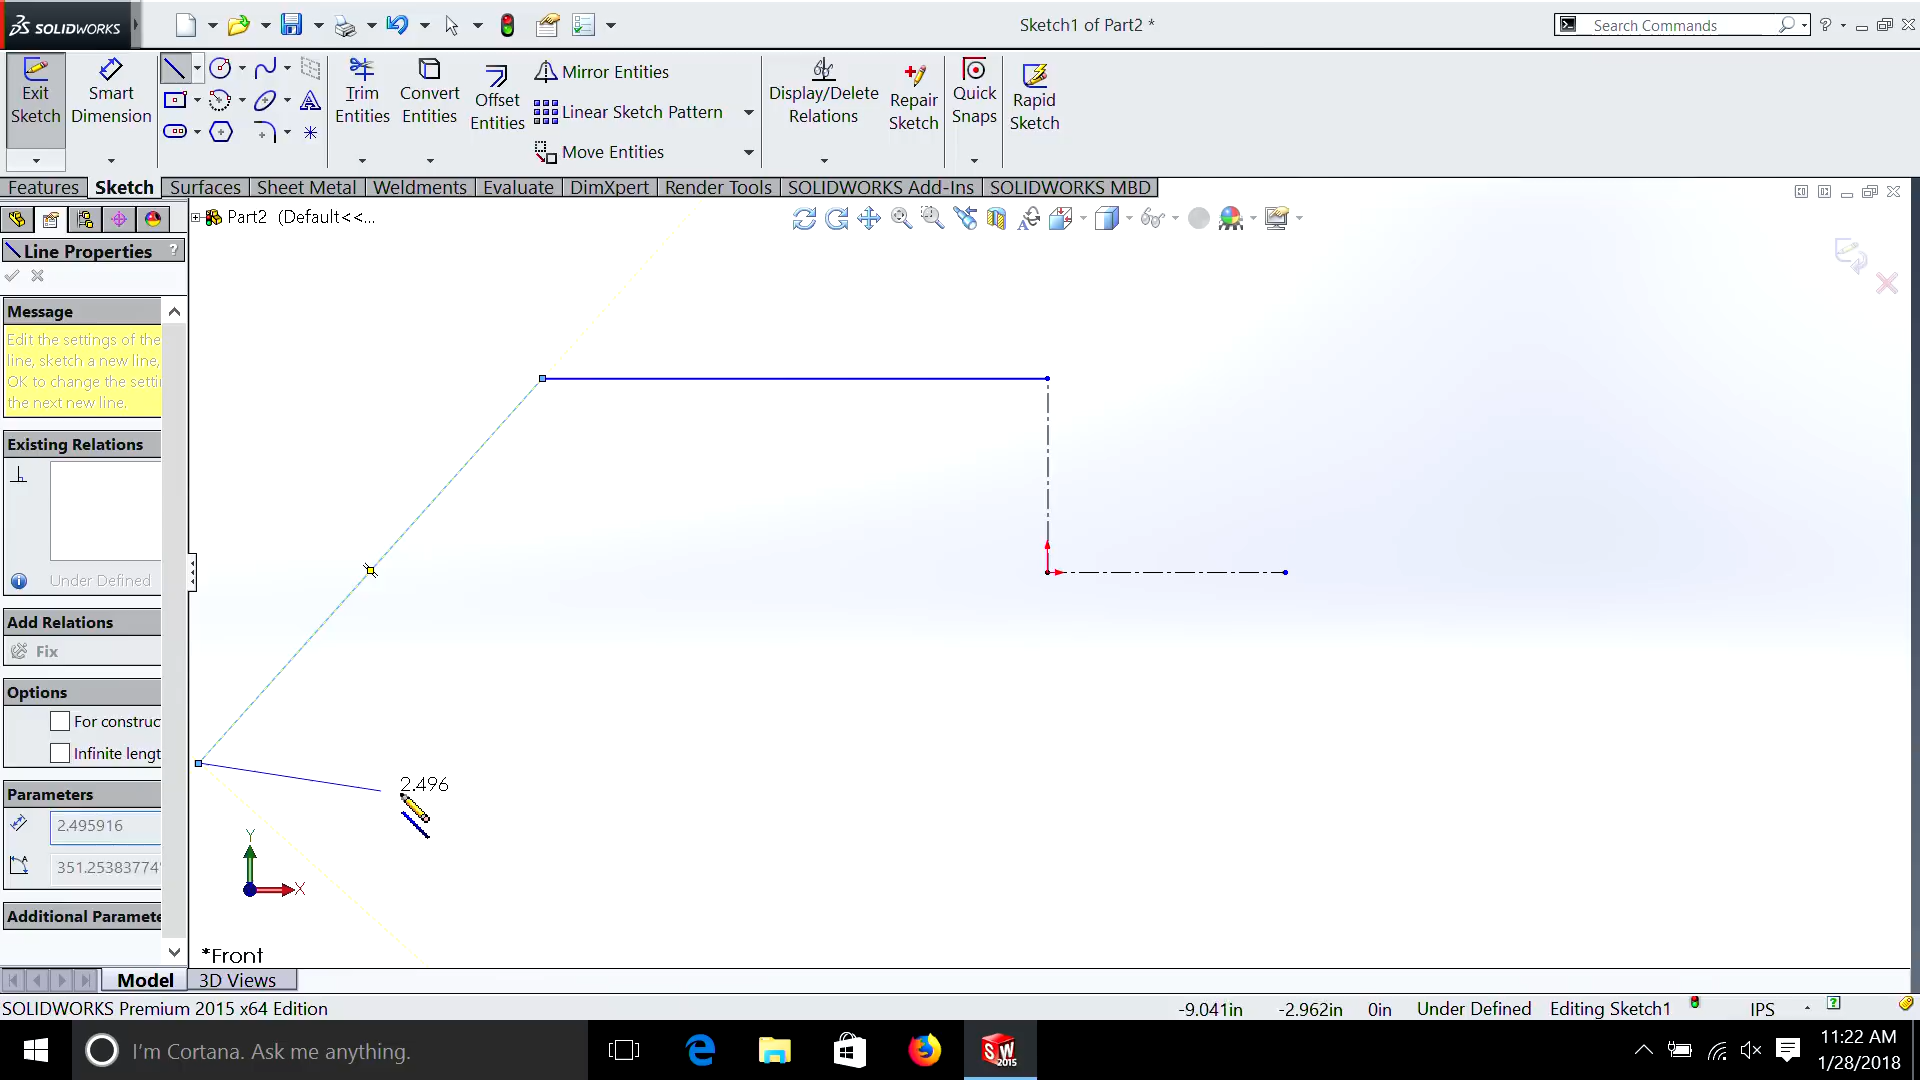 SOLIDWORKS
Sketch1 of Part2 *
Search Commands
?
Exit
Sketch
Smart
Dimension
Trim
Entities
Convert
Entities
Offset
Entities
Mirror Entities
Linear Sketch Pattern
Move Entities
Display/Delete
Relations
Repair
Sketch
Quick
Snaps
Rapid
Sketch
Features
Sketch
Surfaces
Sheet Metal
Weldments
Evaluate
DimXpert
Render Tools
SOLIDWORKS Add-Ins
SOLIDWORKS MBD
Part2 (Default<<...
Line Properties
?
Message
Edit the settings of the
line, sketch a new line,
OK to change the setti
the next new line.
Existing Relations
Under Defined
Add Relations
Fix
Options
For construc
Infinite lengt
Parameters
2.495916
351.25383774°
Additional Paramete
2.496
Y
X
*Front
Model
3D Views
SOLIDWORKS Premium 2015 x64 Edition
-9.041in
-2.962in
0in
Under Defined
Editing Sketch1
IPS
?
I'm Cortana. Ask me anything.
SW
2015
11:22 AM
1/28/2018